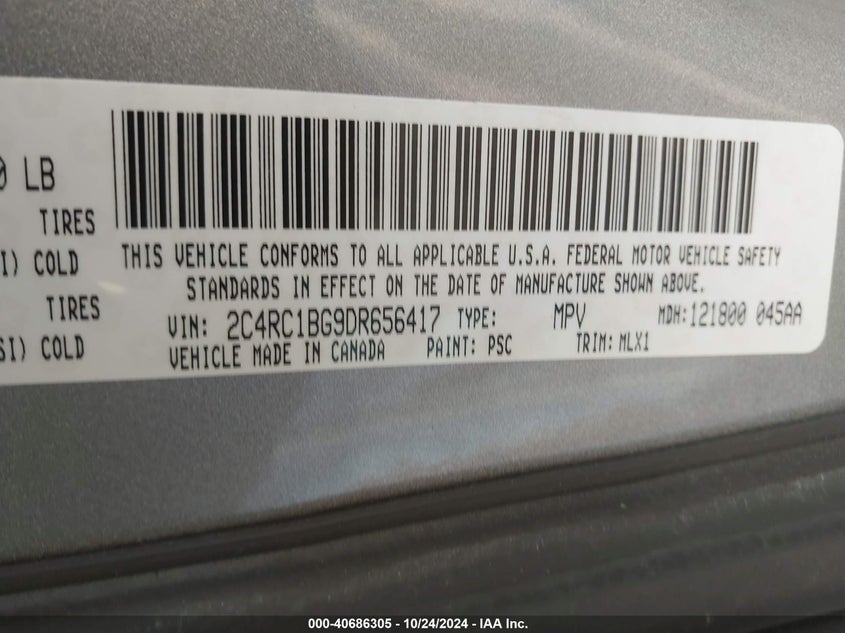 0 LB
TIRES
I) COLD
TIRES
SI) COLD
THIS VEHICLE CONFORMS TO ALL APPLICABLE U.S.A. FEDERAL MOTOR VEHICLE SAFETY
STANDARDS IN EFFECT ON THE DATE OF MANUFACTURE SHOWN ABOVE.
VIN: 2C4RC1BG9DR656417 TYPE: MPV MDH:121800 045AA
VEHICLE MADE IN CANADA PAINT: PSC TRIM: MLX1
000-40686305 - 10/24/2024 - IAA Inc.